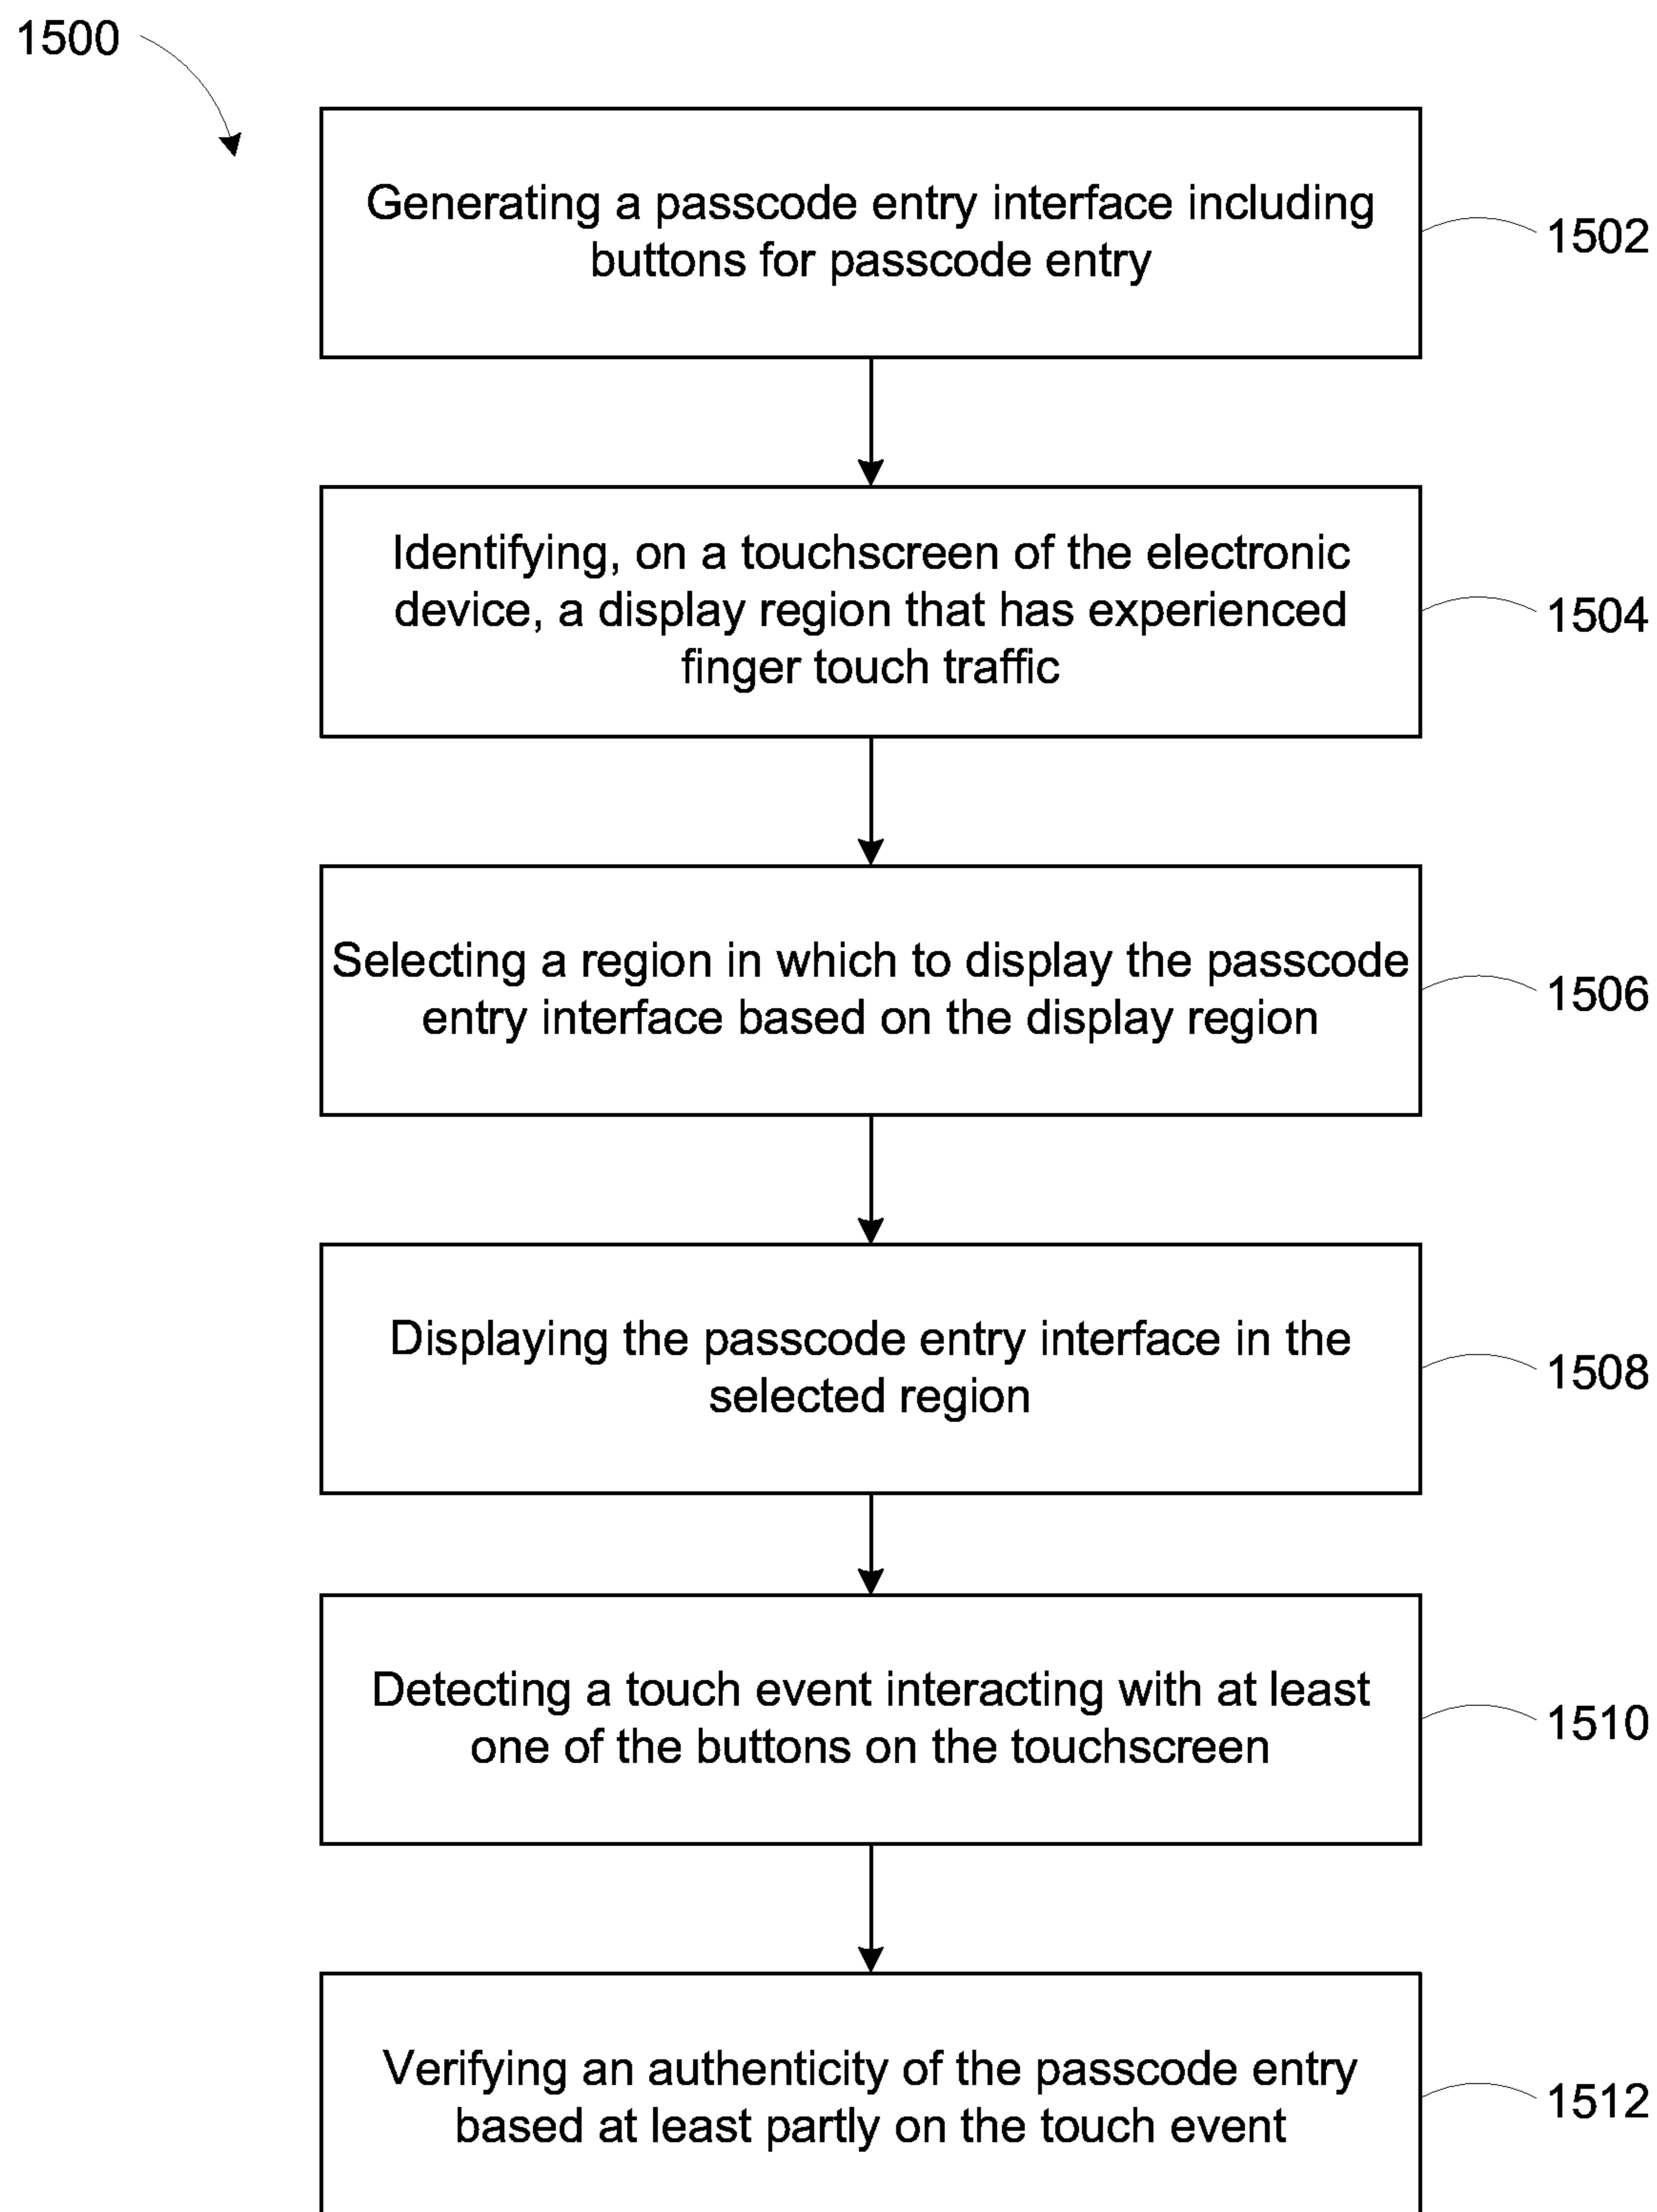 1500
Generating a passcode entry interface including
buttons for passcode entry
1502
Identifying, on a touchscreen of the electronic
device, a display region that has experienced
finger touch traffic
1504
Selecting a region in which to display the passcode
entry interface based on the display region
1506
Displaying the passcode entry interface in the
selected region
1508
Detecting a touch event interacting with at least
one of the buttons on the touchscreen
1510
Verifying an authenticity of the passcode entry
based at least partly on the touch event
1512